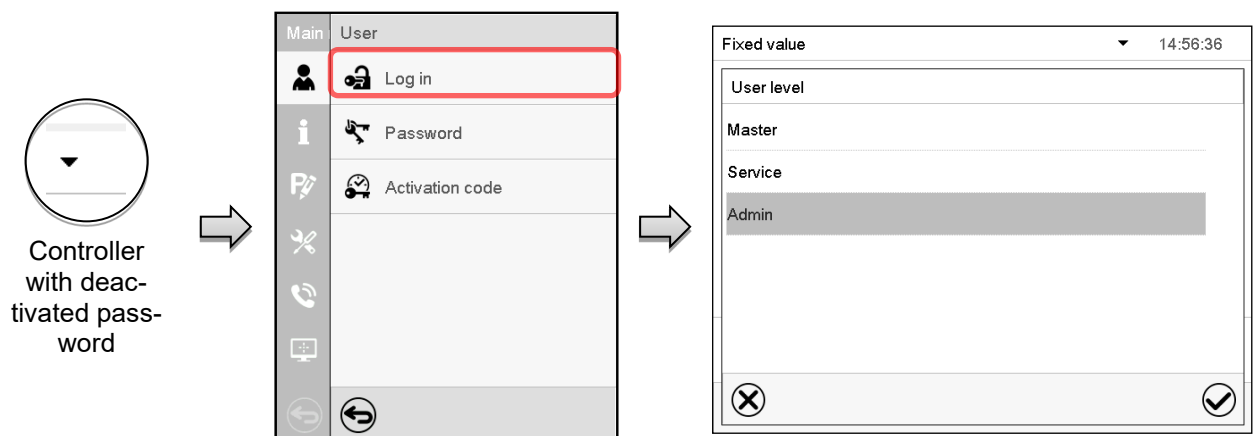 Controller
with deac-
tivated pass-
word
Main
User
Log in
Password
Activation code
Fixed value 14:56:36
User level
Master
Service
Admin